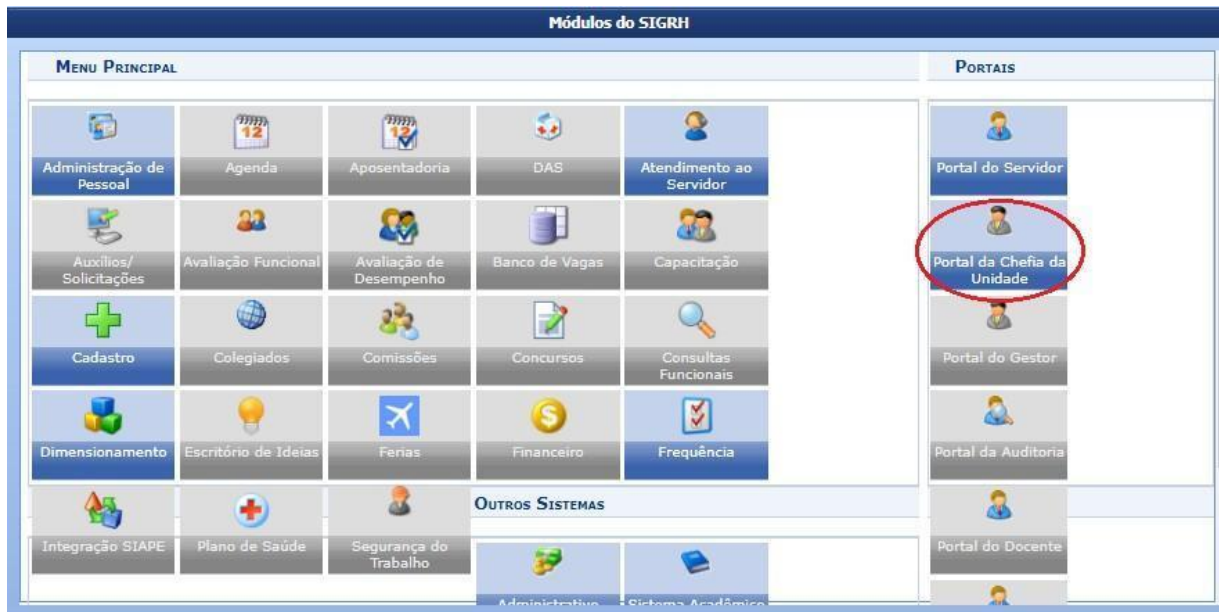 Módulos do SIGRH
Menu Principal
Portais
Administração de
Pessoal
Agenda
Aposentadoria
DAS
Atendimento ao
Servidor
Portal do Servidor
Auxílios/
Solicitações
Avaliação Funcional
Avaliação de
Desempenho
Banco de Vagas
Capacitação
Portal da Chefia da
Unidade
Cadastro
Colegiados
Comissões
Concursos
Consultas
Funcionais
Portal do Gestor
Dimensionamento
Escritório de Ideias
Ferias
Financeiro
Frequência
Portal da Auditoria
Outros Sistemas
Integração SIAPE
Plano de Saúde
Segurança do
Trabalho
Portal do Docente
Administrativo
Sistema Acadêmico